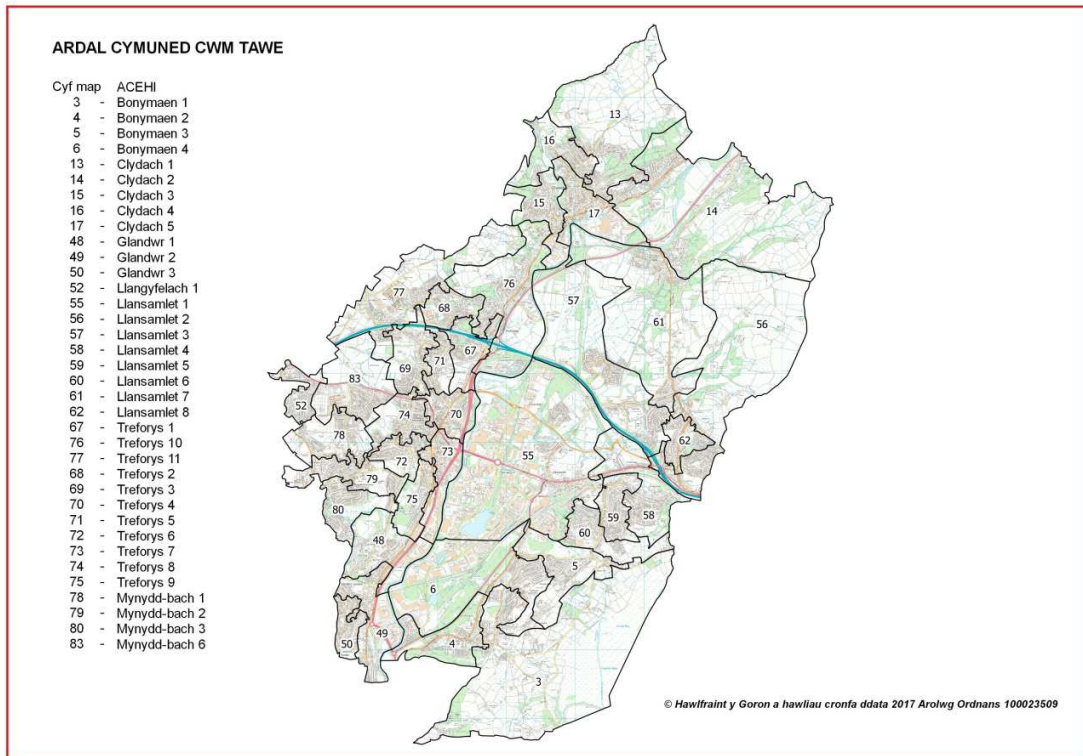 ARDAL CYMUNED CWM TAWE
Cyf map ACEHI
3 - Bonymaen 1
4 - Bonymaen 2
5 - Bonymaen 3
6 - Bonymaen 4
13 - Clydach 1
14 - Clydach 2
15 - Clydach 3
16 - Clydach 4
17 - Clydach 5
48 - Glandwr 1
49 - Glandwr 2
50 - Glandwr 3
52 - Llangyfelach 1
55 - Llansamlet 1
56 - Llansamlet 2
57 - Llansamlet 3
58 - Llansamlet 4
59 - Llansamlet 5
60 - Llansamlet 6
61 - Llansamlet 7
62 - Llansamlet 8
67 - Treforys 1
76 - Treforys 10
77 - Treforys 11
68 - Treforys 2
69 - Treforys 3
70 - Treforys 4
71 - Treforys 5
72 - Treforys 6
73 - Treforys 7
74 - Treforys 8
75 - Treforys 9
78 - Mynydd-bach 1
79 - Mynydd-bach 2
80 - Mynydd-bach 3
83 - Mynydd-bach 6
13
16
15
17
14
76
77
57
68
61
56
67
71
69
83
52
74
70
78
62
73
72
55
79
75
80
59
58
60
48
5
6
49
50
4
3
© Hawlfraint y Goron a hawliau cronfa ddata 2017 Arolwg Ordnans 100023509